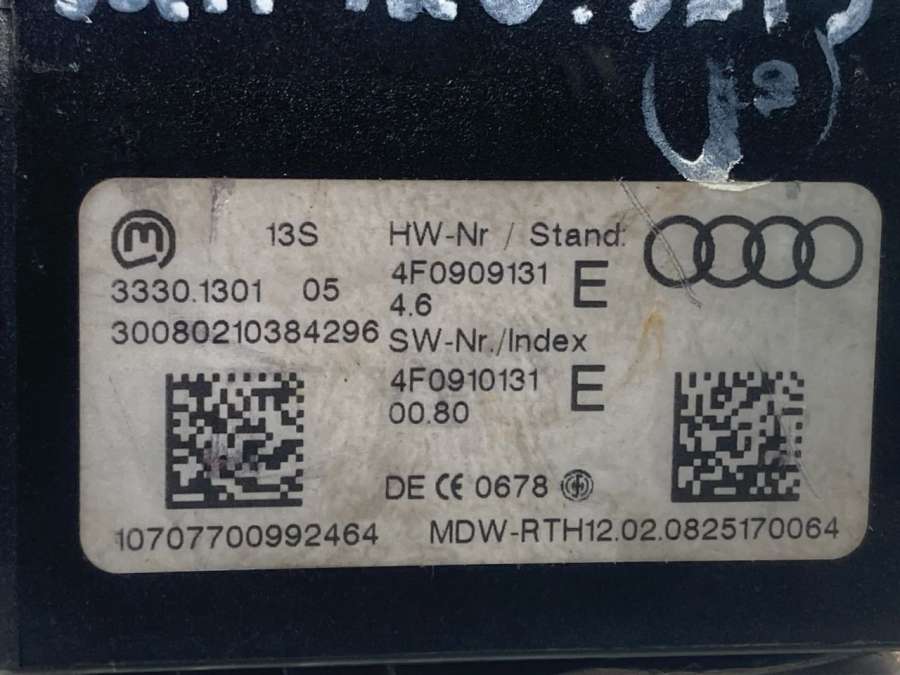 13S
3330.1301 05
30080210384296
HW-Nr / Stand:
4F0909131 E
4.6
SW-Nr./Index
4F0910131 E
00.80
DE CE 0678
10707700992464
MDW-RTH12.02.0825170064